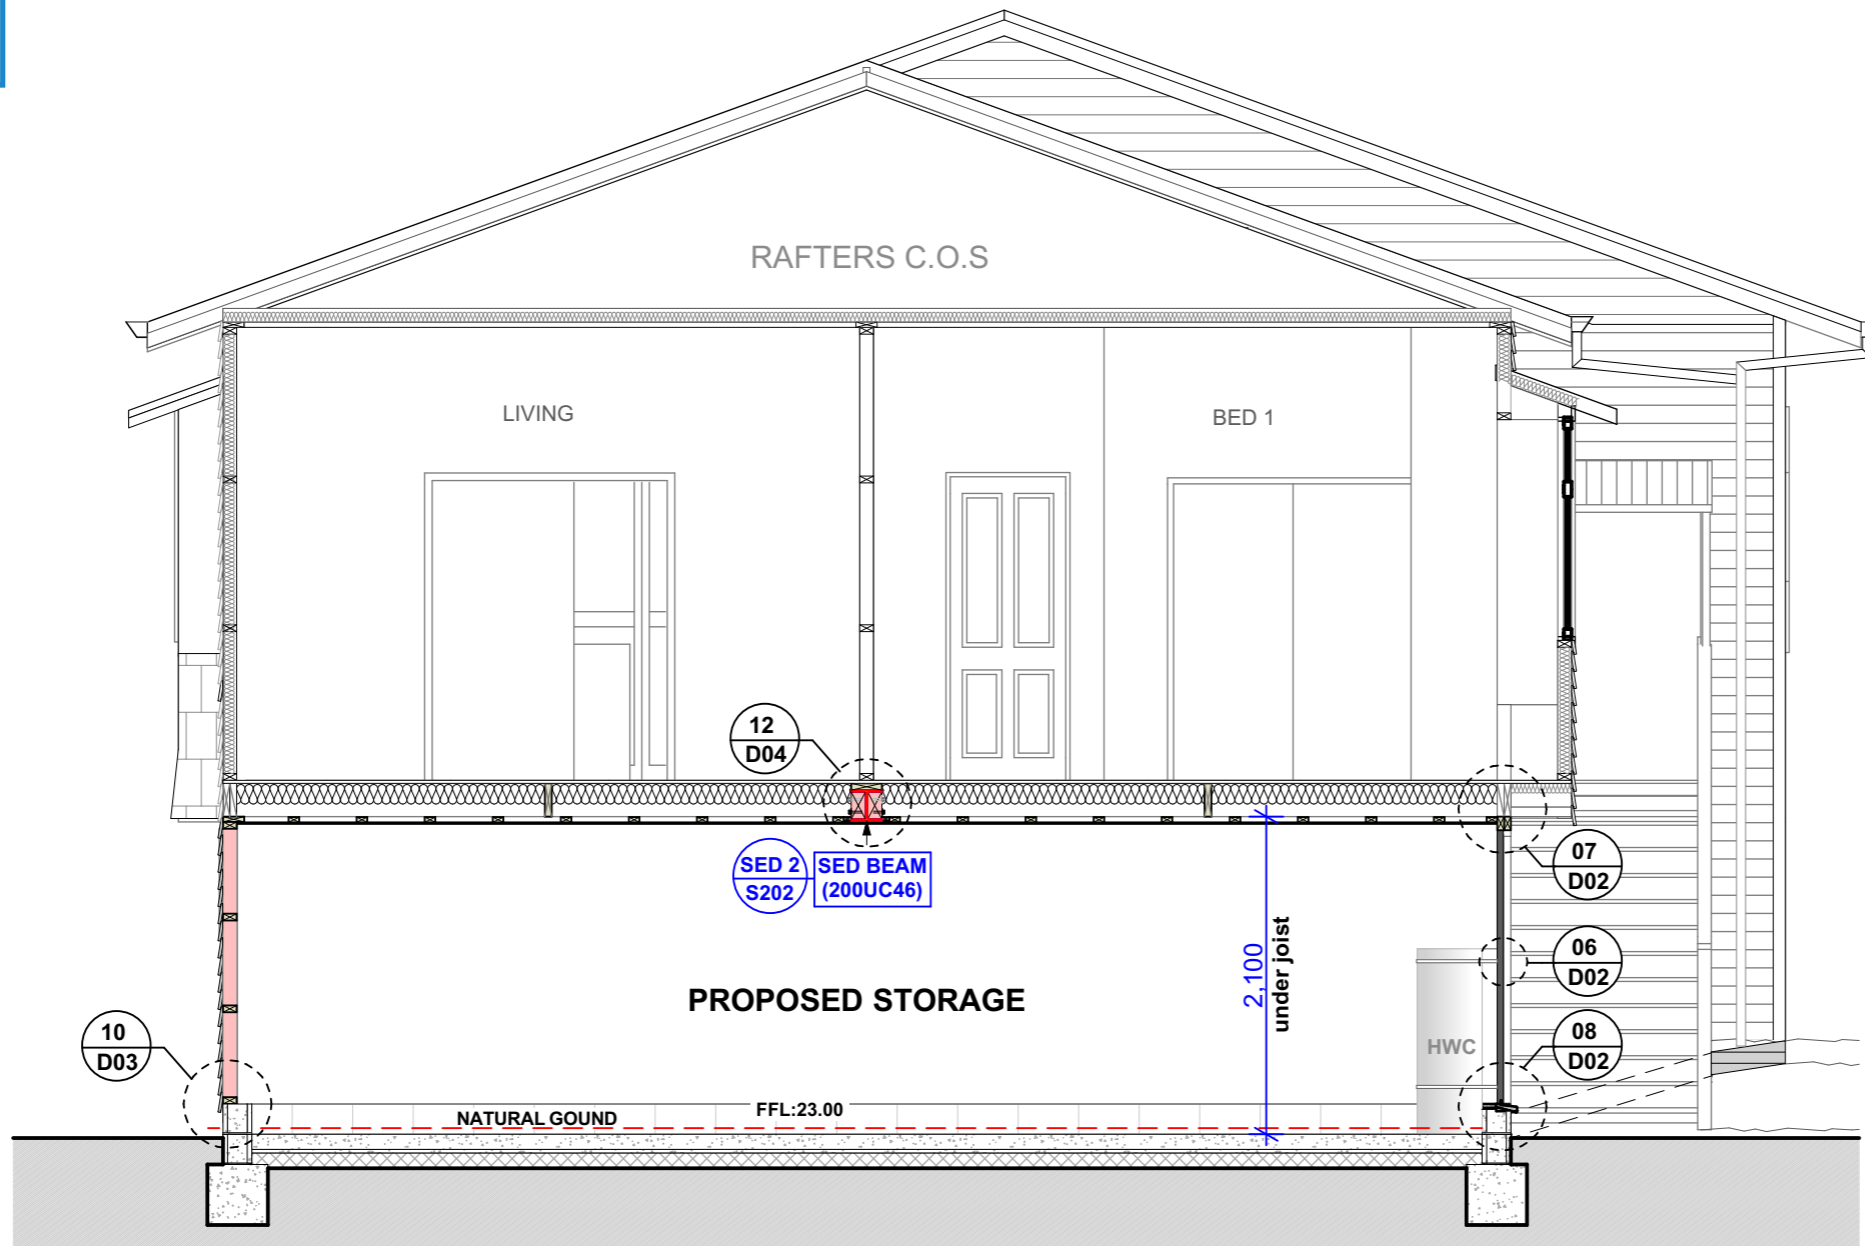 RAFTERS C.O.S
LIVING
BED 1
12
D04
SED 2
S202
SED BEAM
(200UC46)
07
D02
2,100
under joist
06
D02
PROPOSED STORAGE
10
D03
HWC
08
D02
FFL:23.00
NATURAL GOUND